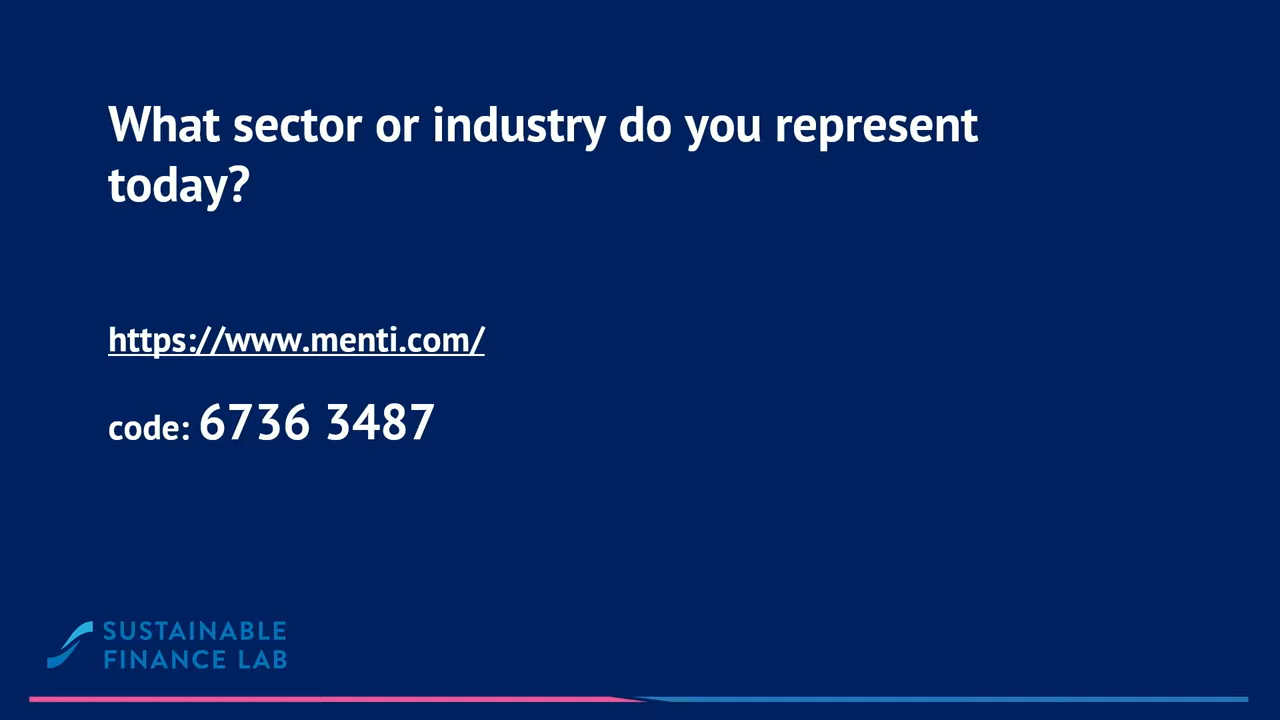 What sector or industry do you represent
today?
https://www.menti.com/
code: 6736 3487
SUSTAINABLE
FINANCE LAB